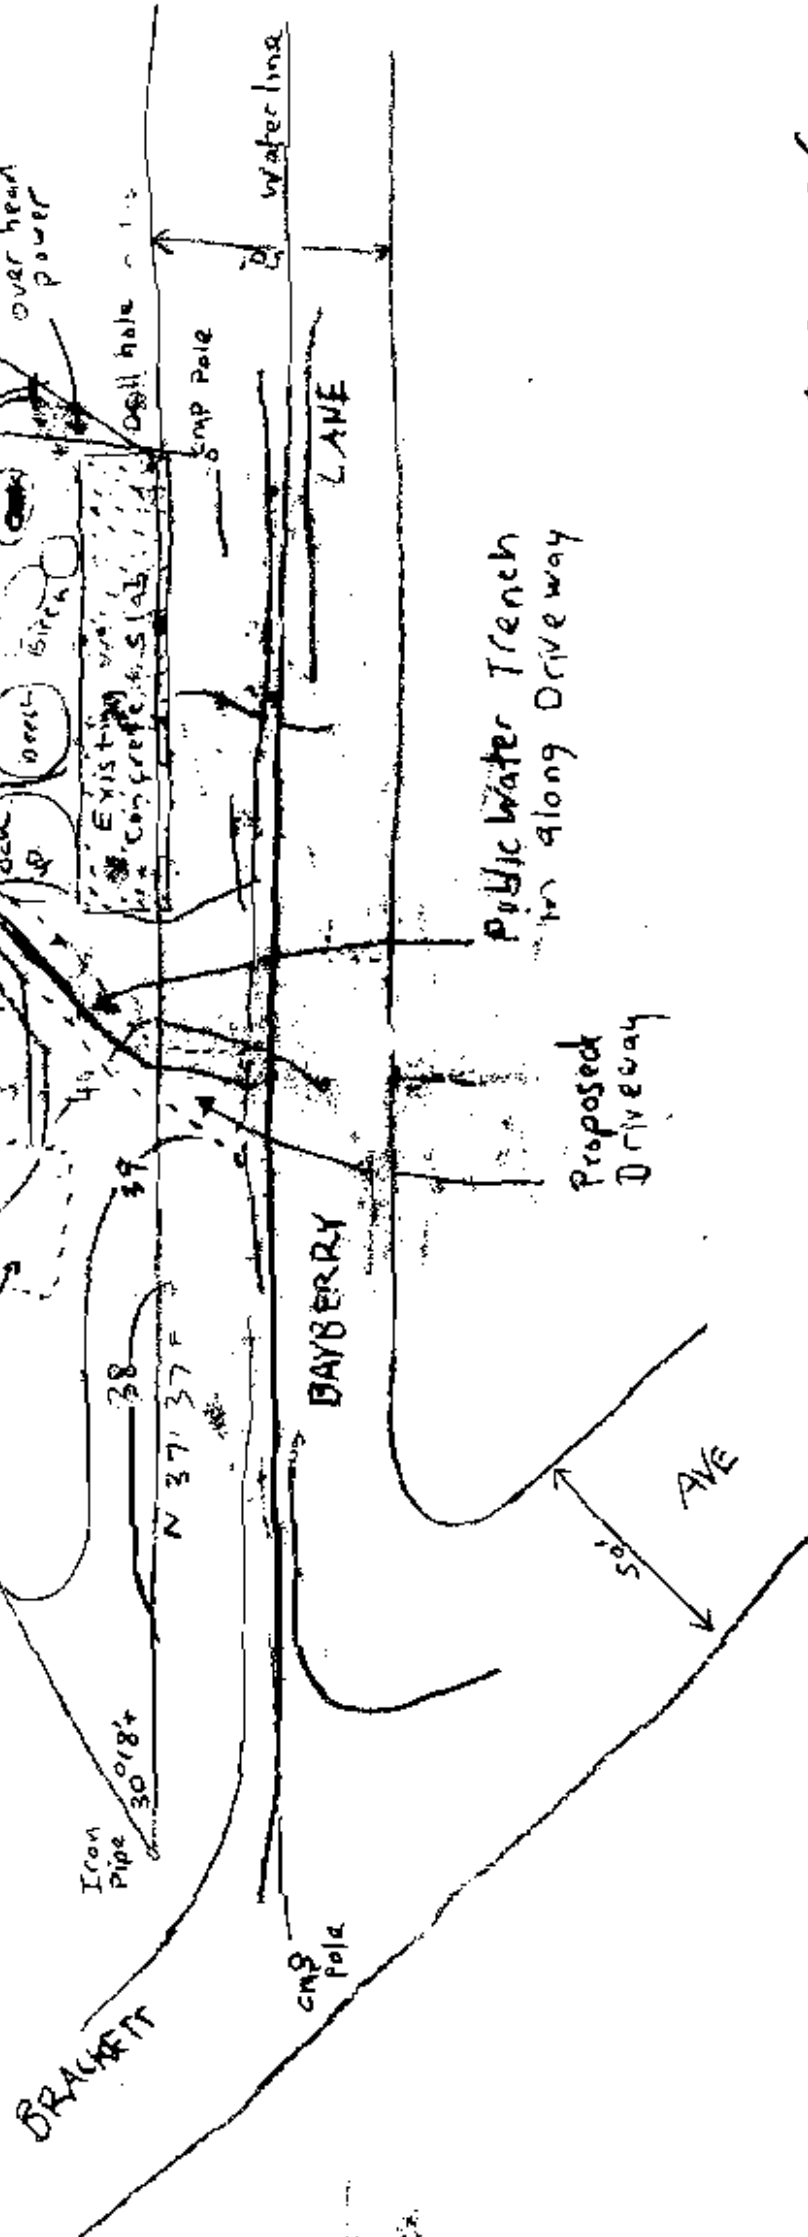 over head
power
water line
Drill hole
cmp Pole
LANE
Birch
Existing
concrete slab
Public Water Trench
in along Driveway
Proposed
Driveway
39
38
BAYBERRY
N 37° 37'
50'
AVE
30°18'±
Iron
Pipe
cmp
Pole
BRACKETT